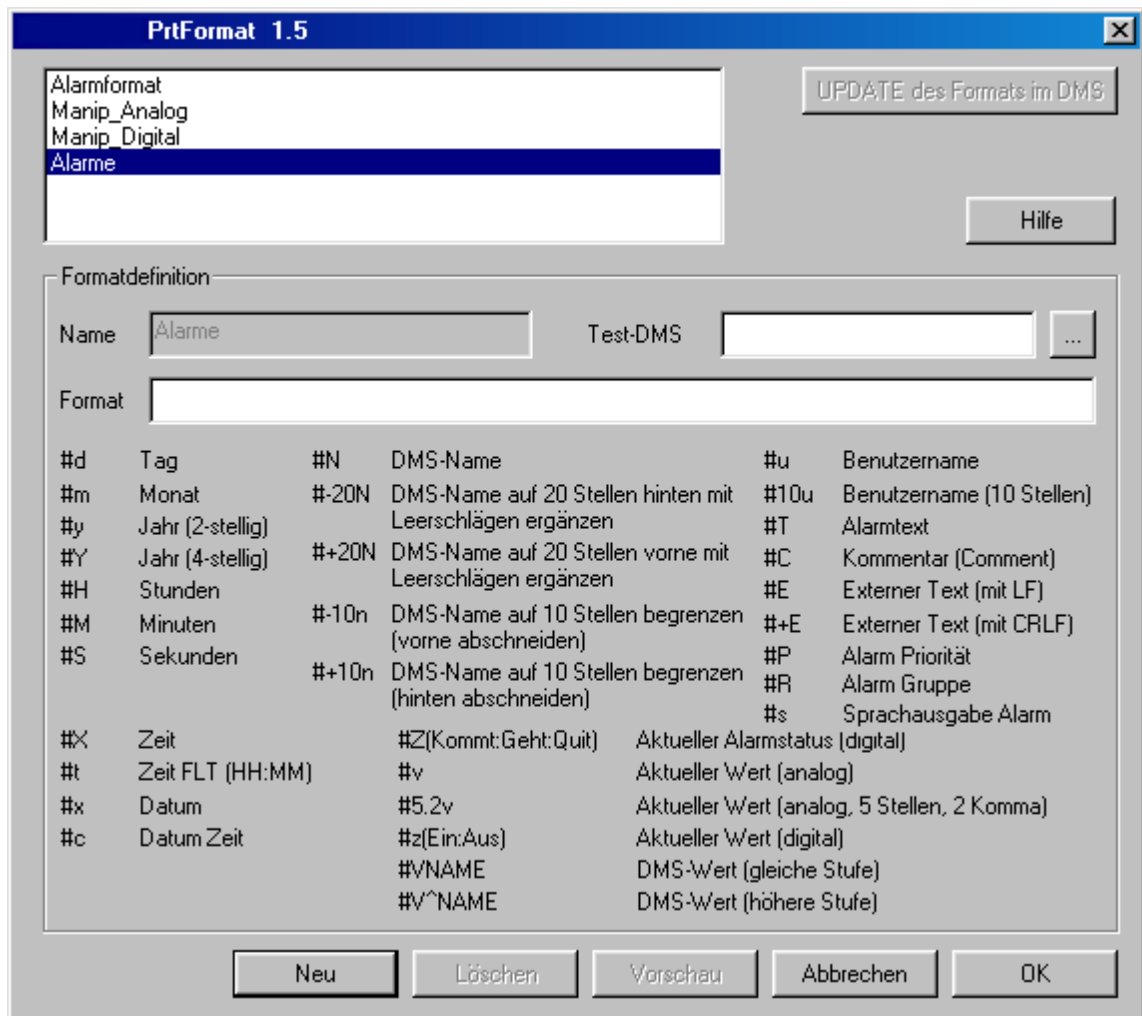 PrtFormat 1.5
Alarmformat
Manip_Analog
Manip_Digital
Alarme
UPDATE des Formats im DMS
Hilfe
Formatdefinition
Name Alarme Test-DMS ...
Format
#d Tag
#m Monat
#y Jahr (2-stellig)
#Y Jahr (4-stellig)
#H Stunden
#M Minuten
#S Sekunden
#N DMS-Name
#-20N DMS-Name auf 20 Stellen hinten mit
Leerschlägen ergänzen
#+20N DMS-Name auf 20 Stellen vorne mit
Leerschlägen ergänzen
#-10n DMS-Name auf 10 Stellen begrenzen
(vorne abschneiden)
#+10n DMS-Name auf 10 Stellen begrenzen
(hinten abschneiden)
#u Benutzername
#10u Benutzername (10 Stellen)
#T Alarmtext
#C Kommentar (Comment)
#E Externer Text (mit LF)
#+E Externer Text (mit CRLF)
#P Alarm Priorität
#R Alarm Gruppe
#s Sprachausgabe Alarm
#X Zeit
#t Zeit FLT (HH:MM)
#x Datum
#c Datum Zeit
#Z(Kommt:Geht:Quit) Aktueller Alarmstatus (digital)
#v Aktueller Wert (analog)
#5.2v Aktueller Wert (analog, 5 Stellen, 2 Komma)
#z(Ein:Aus) Aktueller Wert (digital)
#VNAME DMS-Wert (gleiche Stufe)
#V^NAME DMS-Wert (höhere Stufe)
Neu Löschen Vorschau Abbrechen OK